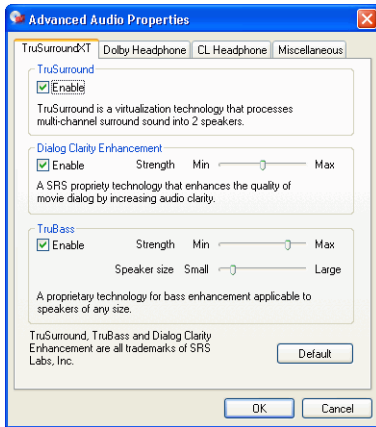 Advanced Audio Properties
TruSurroundXT Dolby Headphone CL Headphone Miscellaneous
TruSurround
Enable
TruSurround is a virtualization technology that processes
multi-channel surround sound into 2 speakers.
Dialog Clarity Enhancement
Enable Strength Min Max
A SRS propriety technology that enhances the quality of
movie dialog by increasing audio clarity.
TruBass
Enable Strength Min Max
Speaker size Small Large
A proprietary technology for bass enhancement applicable to
speakers of any size.
TruSurround, TruBass and Dialog Clarity
Enhancement are all trademarks of SRS
Labs, Inc.
Default
OK Cancel